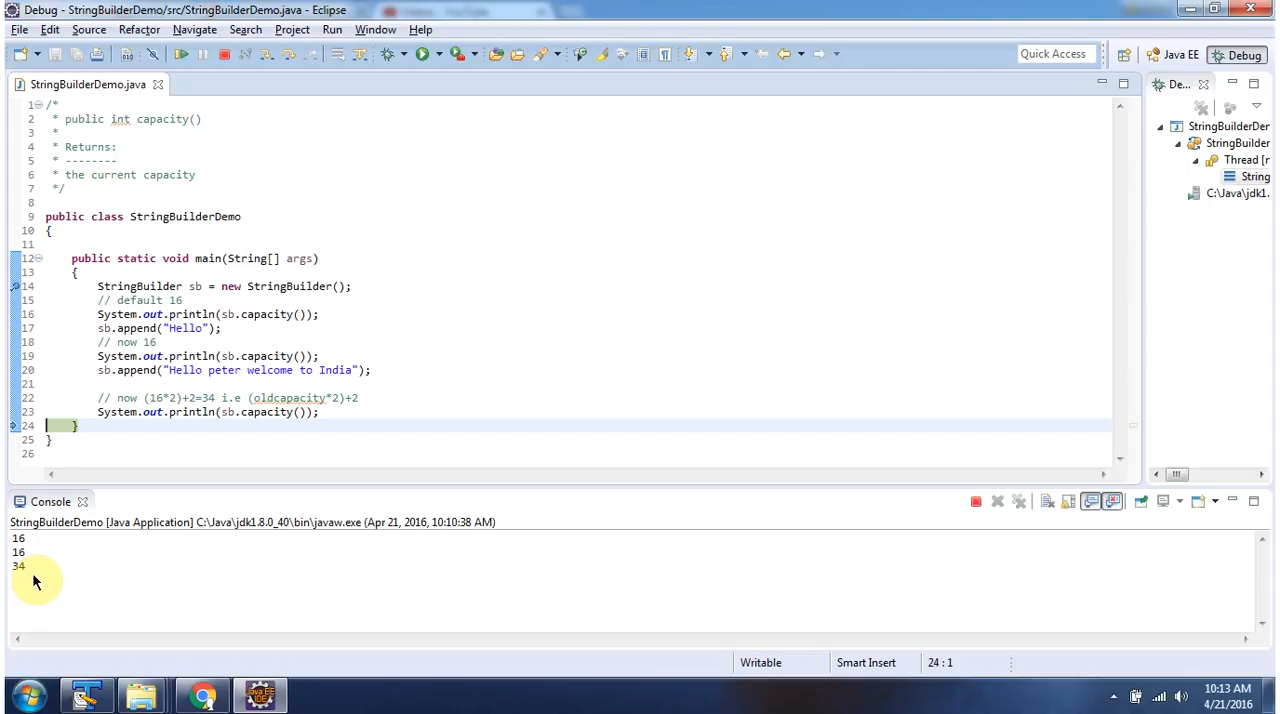 Debug - StringBuilderDemo/src/StringBuilderDemo.java - Eclipse
File Edit Source Refactor Navigate Search Project Run Window Help
Quick Access Java EE Debug
StringBuilderDemo.java De...
1 /*
2 * public int capacity()
3 *
4 * Returns:
5 * --------
6 * the current capacity
7 */
8
9 public class StringBuilderDemo
10 {
11
12 public static void main(String[] args)
13 {
14 StringBuilder sb = new StringBuilder();
15 // default 16
16 System.out.println(sb.capacity());
17 sb.append("Hello");
18 // now 16
19 System.out.println(sb.capacity());
20 sb.append("Hello peter welcome to India");
21
22 // now (16*2)+2=34 i.e (oldcapacity*2)+2
23 System.out.println(sb.capacity());
24 }
25 }
26
StringBuilderDer
StringBuilder
Thread [r
String
C:\Java\jdk1.
Console
StringBuilderDemo [Java Application] C:\Java\jdk1.8.0_40\bin\javaw.exe (Apr 21, 2016, 10:10:38 AM)
16
16
34
Writable Smart Insert 24 : 1
10:13 AM
4/21/2016